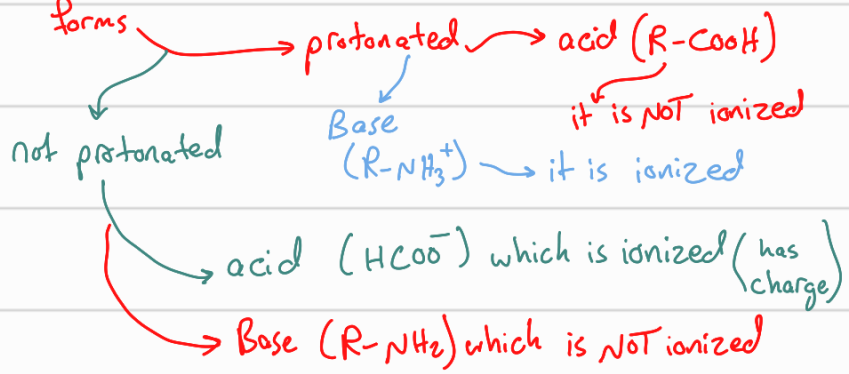 forms
protonated acid (R-COOH)
it is NOT ionized
Base
(R-NH₃⁺) it is ionized
not protonated
acid (HCOO⁻) which is ionized (has charge)
Base (R-NH₂) which is NOT ionized